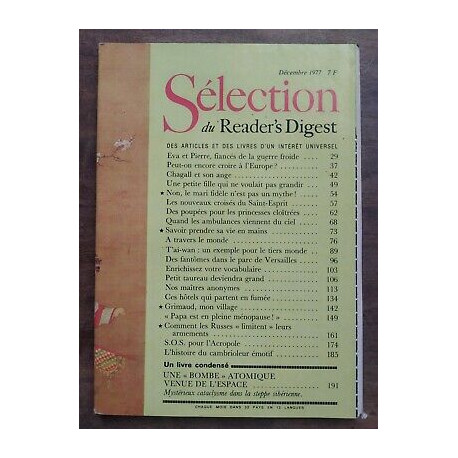 Décembre 1977 7 F
Sélection
du Reader's Digest
DES ARTICLES ET DES LIVRES D'UN INTÉRÊT UNIVERSEL
Eva et Pierre, fiancés de la guerre froide .... 29
Peut-on encore croire à l'Europe ? ........ 37
Chagall et son ange .............. 42
Une petite fille qui ne voulait pas grandir ... 49
★ Non, le mari fidèle n'est pas un mythe ! .... 54
Les nouveaux croisés du Saint-Esprit ...... 57
Des poupées pour les princesses cloîtrées .... 62
Quand les ambulances viennent du ciel .... 68
★ Savoir prendre sa vie en mains ........ 73
A travers le monde .............. 76
T'ai-wan : un exemple pour le tiers monde .. 89
Des fantômes dans le parc de Versailles .... 96
Enrichissez votre vocabulaire .......... 103
Petit taureau deviendra grand .......... 106
Nos maîtres anonymes ............ 113
Ces hôtels qui partent en fumée ........ 134
★ Grimaud, mon village ............ 142
« Papa est en pleine ménopause ! » ...... 149
★ Comment les Russes « limitent » leurs
armements .................. 161
S.O.S. pour l'Acropole ............ 174
L'histoire du cambrioleur émotif ........ 185
Un livre condensé
UNE « BOMBE » ATOMIQUE
VENUE DE L'ESPACE ............ 191
Mystérieux cataclysme dans la steppe sibérienne.
CHAQUE MOIS DANS 23 PAYS EN 13 LANGUES